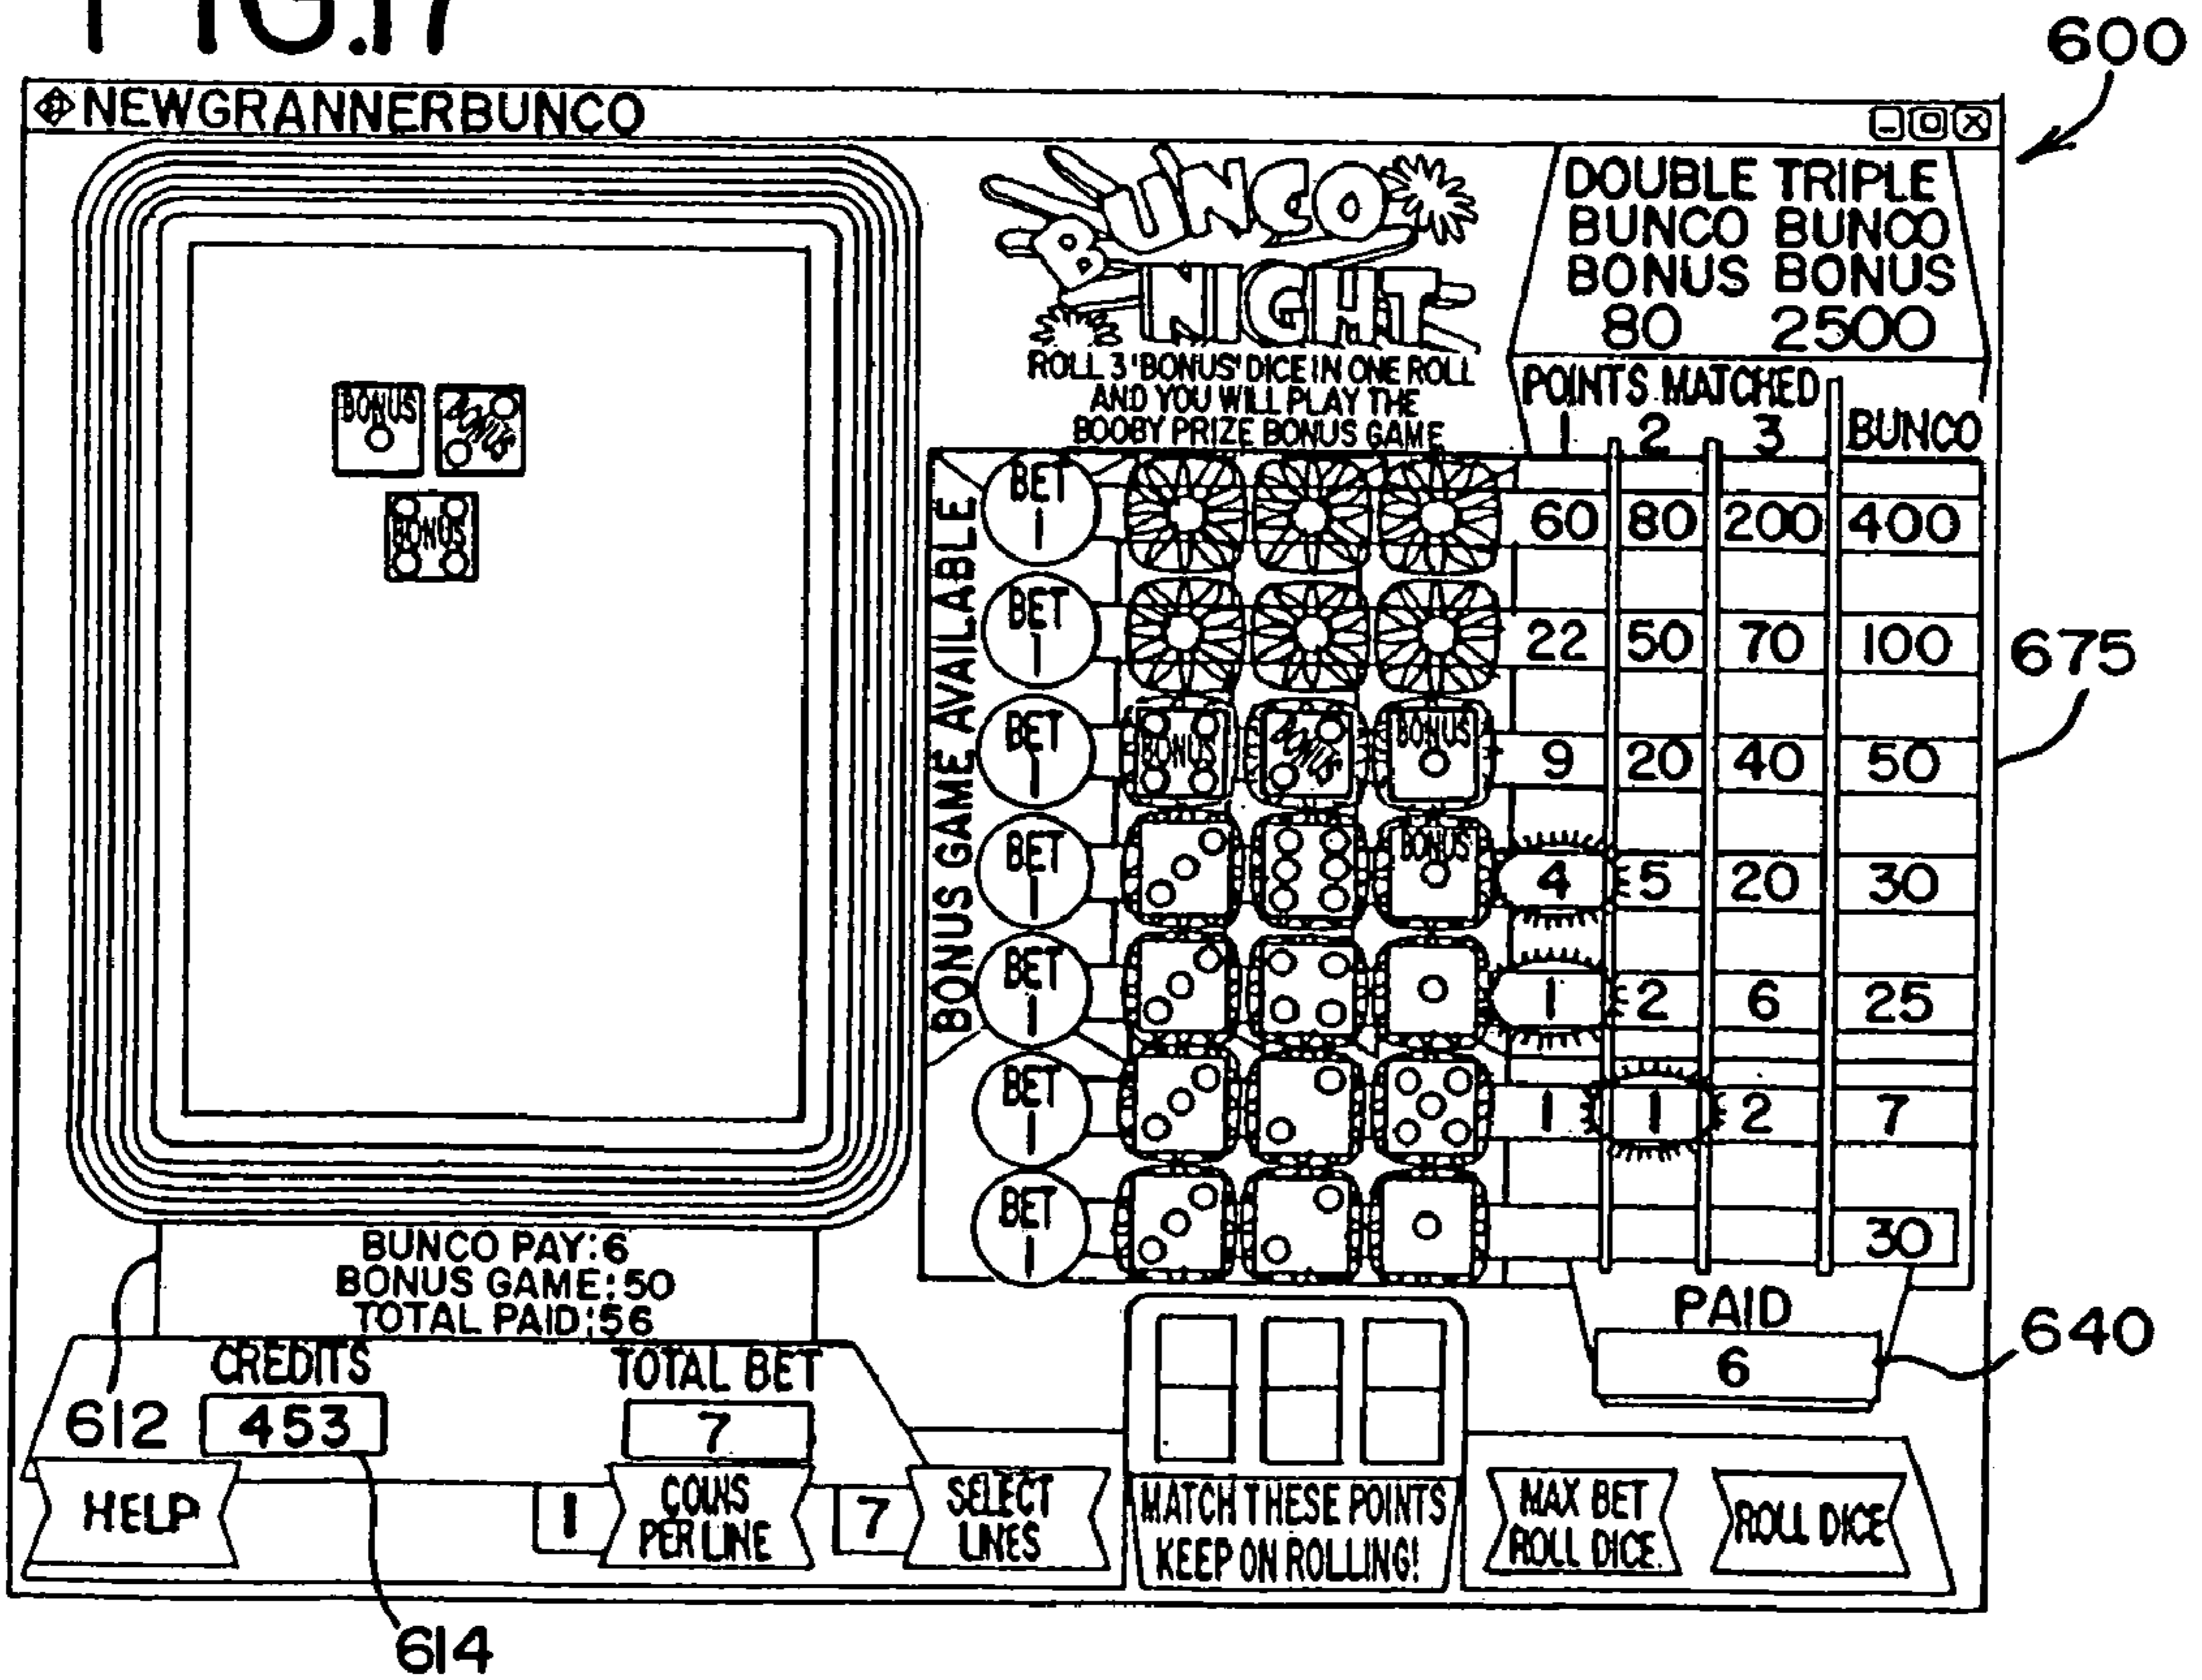 FIG.17
600
NEWGRANNERBUNCO
BUNCO
NIGHT
ROLL 3 'BONUS' DICE IN ONE ROLL
AND YOU WILL PLAY THE
BOOBY PRIZE BONUS GAME
DOUBLE TRIPLE
BUNCO BUNCO
BONUS BONUS
80 2500
POINTS MATCHED
1 2 3 BUNCO
BONUS BONUS
BONUS
BONUS GAME AVAILABLE
BET 1 60 80 200 400
BET 1 22 50 70 100
675
BET 1 BONUS BONUS BONUS 9 20 40 50
BET 1 BONUS 4 5 20 30
BET 1 1 2 6 25
BET 1 1 1 2 7
BET 1 30
BUNCO PAY:6
BONUS GAME:50
TOTAL PAID:56
PAID
6
640
CREDITS TOTAL BET
612 453 7
HELP
1 COINS
PER LINE
7 SELECT
LINES
MATCH THESE POINTS
KEEP ON ROLLING!
MAX BET
ROLL DICE
ROLL DICE
614